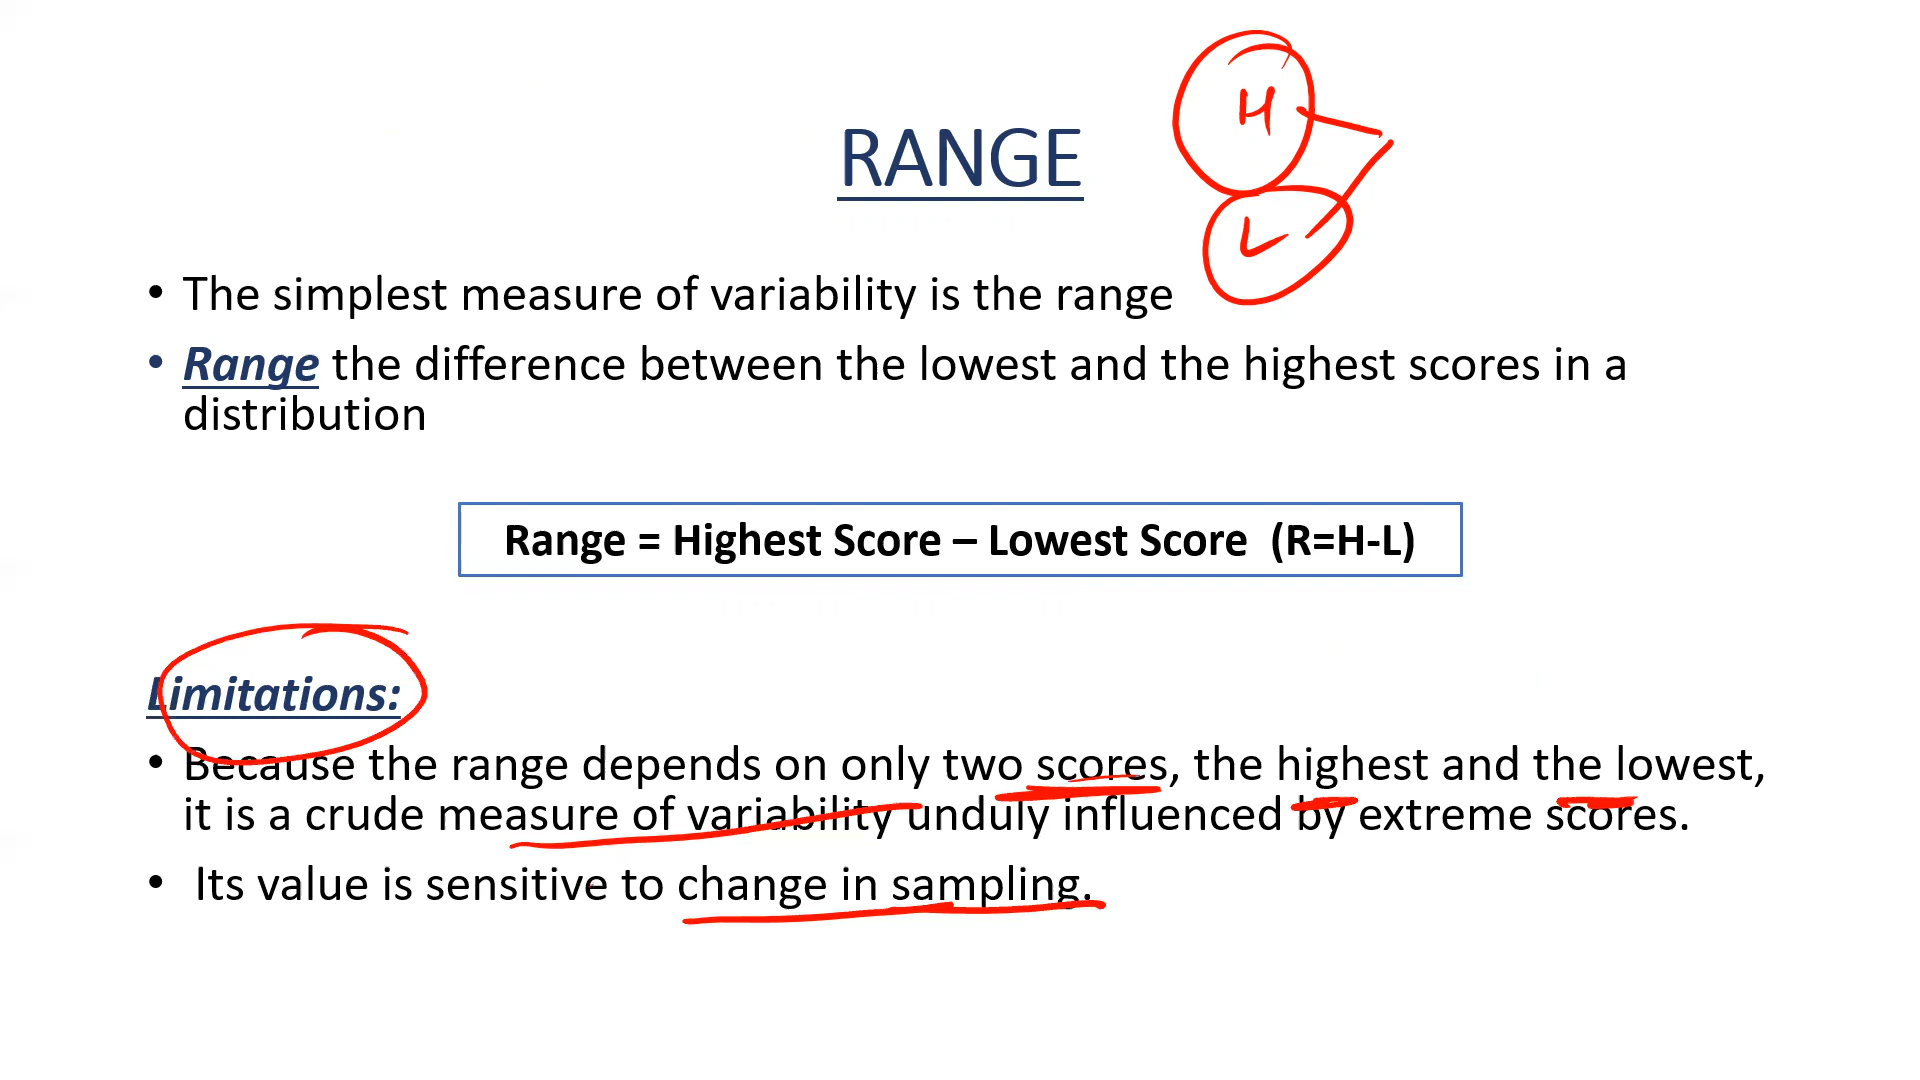 H
RANGE
L
• The simplest measure of variability is the range
• Range the difference between the lowest and the highest scores in a
distribution
Range = Highest Score – Lowest Score (R=H-L)
Limitations:
• Because the range depends on only two scores, the highest and the lowest,
it is a crude measure of variability unduly influenced by extreme scores.
• Its value is sensitive to change in sampling.